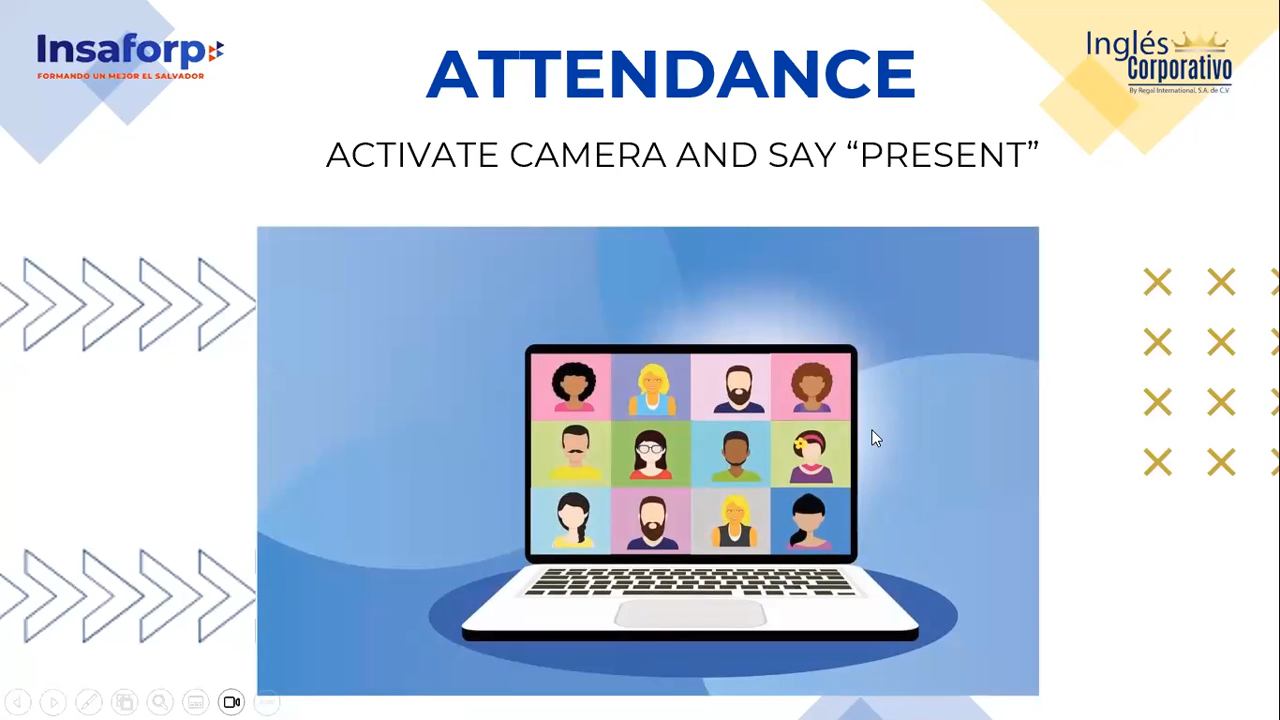 Insaforp
FORMANDO UN MEJOR EL SALVADOR
ATTENDANCE
Inglés
Corporativo
By Regal International, S.A. de C.V
ACTIVATE CAMERA AND SAY “PRESENT”